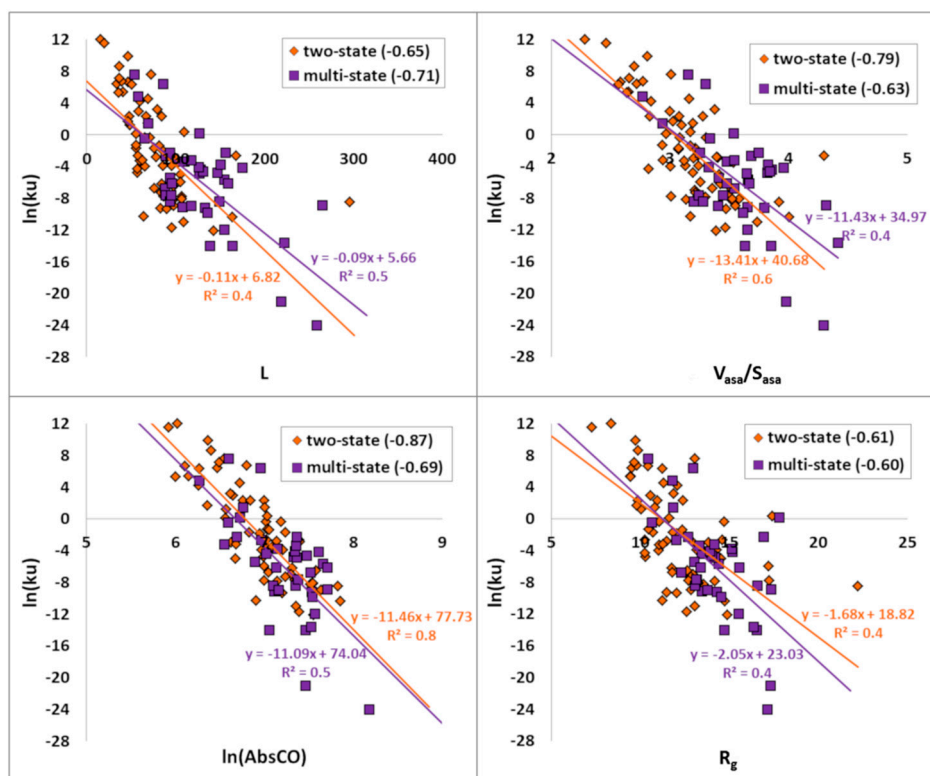 two-state (-0.65)
multi-state (-0.71)
12
8
4
0
-4
-8
-12
-16
-20
-24
-28
0
100
200
300
400
ln(ku)
y = -0.09x + 5.66
R² = 0.5
y = -0.11x + 6.82
R² = 0.4
L
two-state (-0.79)
multi-state (-0.63)
12
8
4
0
-4
-8
-12
-16
-20
-24
-28
2
3
4
5
ln(ku)
y = -11.43x + 34.97
R² = 0.4
y = -13.41x + 40.68
R² = 0.6
Vasa/Sasa
two-state (-0.87)
multi-state (-0.69)
12
8
4
0
-4
-8
-12
-16
-20
-24
-28
5
6
8
9
ln(ku)
y = -11.46x + 77.73
R² = 0.8
y = -11.09x + 74.04
R² = 0.5
ln(AbsCO)
two-state (-0.61)
multi-state (-0.60)
12
8
4
0
-4
-8
-12
-16
-20
-24
-28
5
10
15
20
25
ln(ku)
y = -1.68x + 18.82
R² = 0.4
y = -2.05x + 23.03
R² = 0.4
Rg